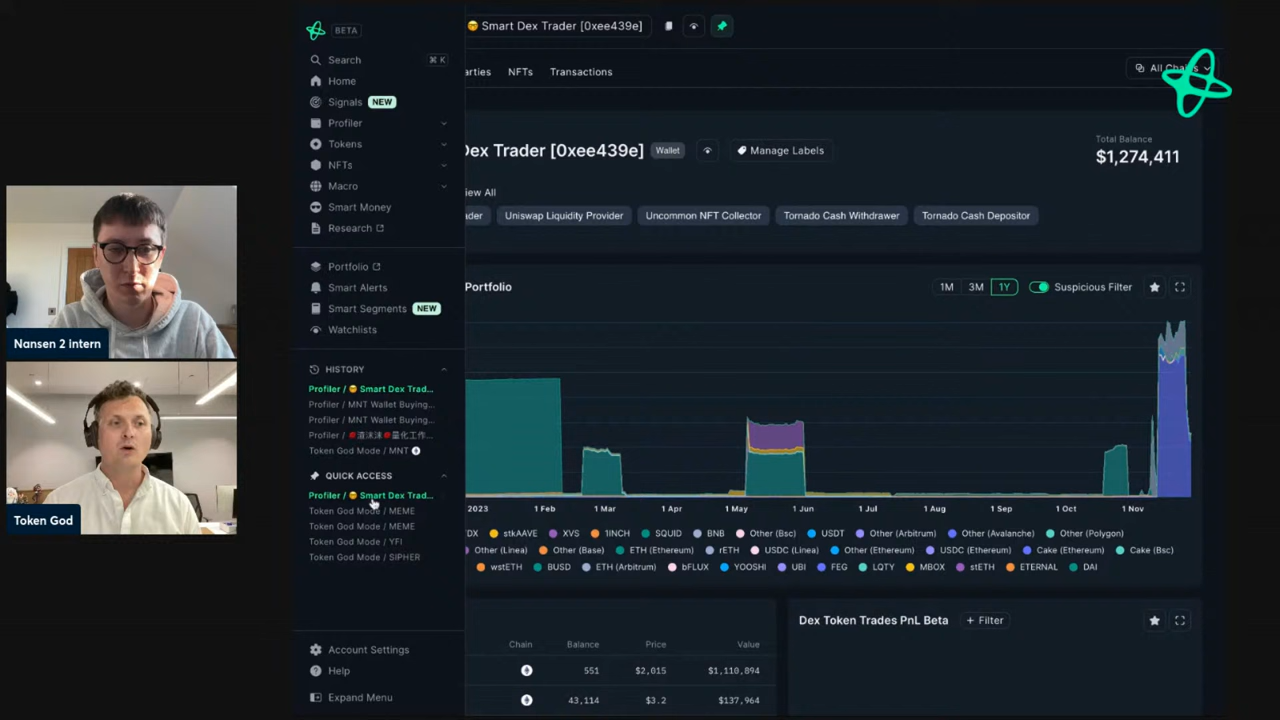 BETA
Search
⌘ K
Home
Signals NEW
Profiler
Tokens
NFTs
Macro
Smart Money
Research
Portfolio
Smart Alerts
Smart Segments NEW
Watchlists
HISTORY
Profiler / 🤓 Smart Dex Trad...
Profiler / MNT Wallet Buying...
Profiler / MNT Wallet Buying...
Token God Mode / MNT
QUICK ACCESS
Profiler / 🤓 Smart Dex Trad...
Token God Mode / MEME
Token God Mode / MEME
Token God Mode / YFI
Token God Mode / SIPHER
Account Settings
Help
Expand Menu
Nansen 2 Intern
Token God
Smart Dex Trader [0xee439e]
arties NFTs Transactions
All Chains
Dex Trader [0xee439e] Wallet
Manage Labels
Total Balance
$1,274,411
iew All
ader Uniswap Liquidity Provider Uncommon NFT Collector Tornado Cash Withdrawer Tornado Cash Depositor
Portfolio
1M 3M 1Y Suspicious Filter
2023 1 Feb 1 Mar 1 Apr 1 May 1 Jun 1 Jul 1 Aug 1 Sep 1 Oct 1 Nov
DX stkAAVE XVS 1INCH SQUID BNB Other (Bsc) USDT Other (Arbitrum) Other (Avalanche) Other (Polygon)
Other (Linea) Other (Base) ETH (Ethereum) rETH USDC (Linea) Other (Ethereum) USDC (Ethereum) Cake (Ethereum) Cake (Bsc)
wstETH BUSD ETH (Arbitrum) bFLUX YOOSHI UBI FEG LQTY MBOX stETH ETERNAL DAI
Chain Balance Price Value
551 $2,015 $1,110,894
43,114 $3.2 $137,964
Dex Token Trades PnL Beta + Filter